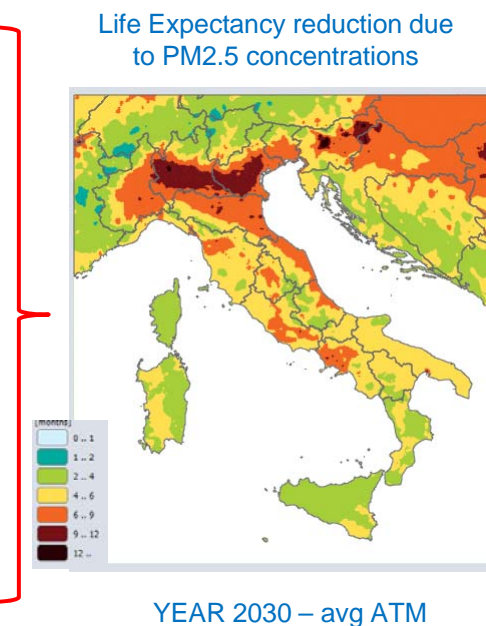 Life Expectancy reduction due
to PM2.5 concentrations
[months]
0 .. 1
1 .. 2
2 .. 4
4 .. 6
6 .. 9
9 .. 12
12 ..
YEAR 2030 – avg ATM